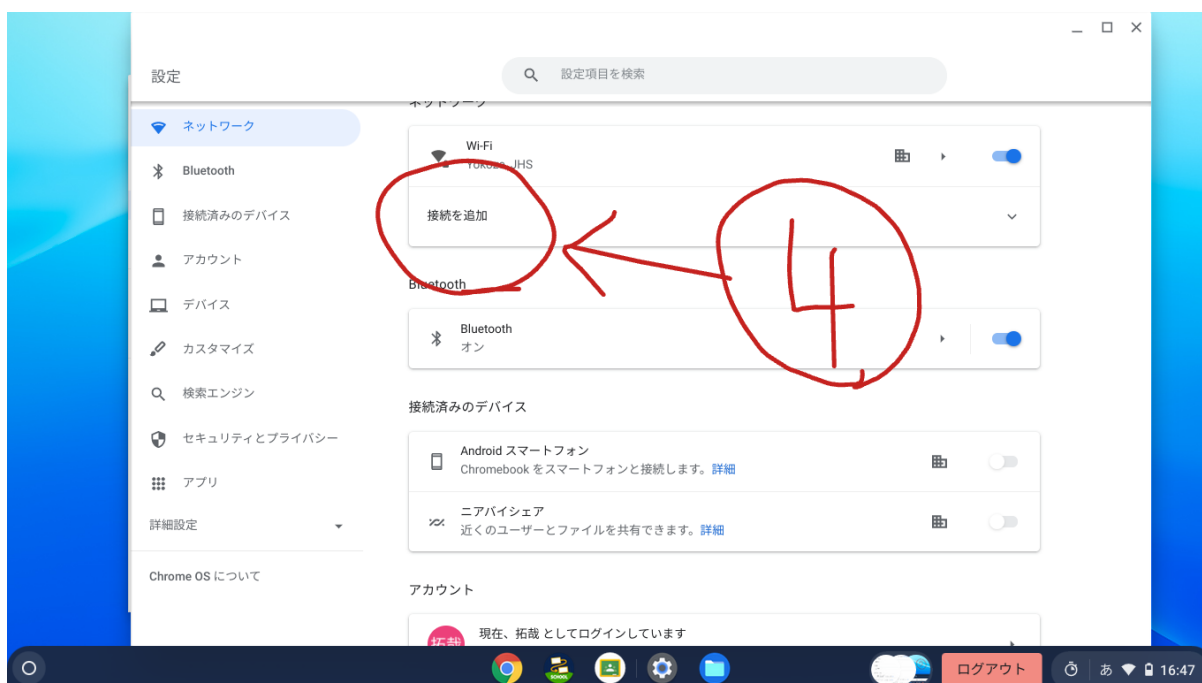 設定
設定項目を検索
ネットワーク
Bluetooth
接続済みのデバイス
アカウント
デバイス
カスタマイズ
検索エンジン
セキュリティとプライバシー
アプリ
詳細設定
Chrome OS について
ネットワーク
Wi-Fi
JHS
接続を追加
4
Bluetooth
Bluetooth
オン
接続済みのデバイス
Android スマートフォン
Chromebook をスマートフォンと接続します。詳細
ニアバイシェア
近くのユーザーとファイルを共有できます。詳細
アカウント
拓哉
現在、拓哉 としてログインしています
SCHOOL
ログアウト
あ
16:47